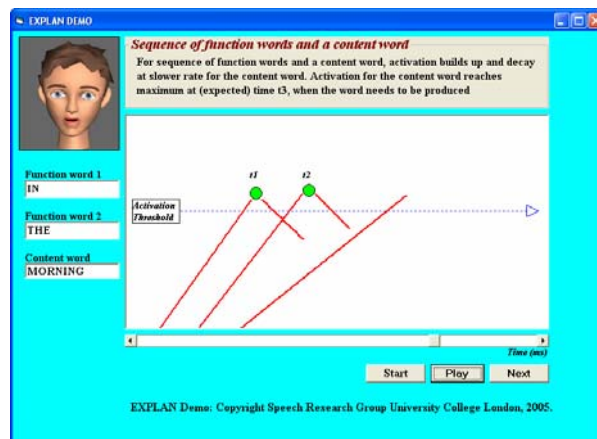 EXPLAN DEMO
Sequence of function words and a content word
For sequence of function words and a content word, activation builds up and decay
at slower rate for the content word. Activation for the content word reaches
maximum at (expected) time t3, when the word needs to be produced
Function word 1
IN
Function word 2
THE
Content word
MORNING
t1
t2
Activation
Threshold
Time (ms)
Start
Play
Next
EXPLAN Demo: Copyright Speech Research Group University College London, 2005.